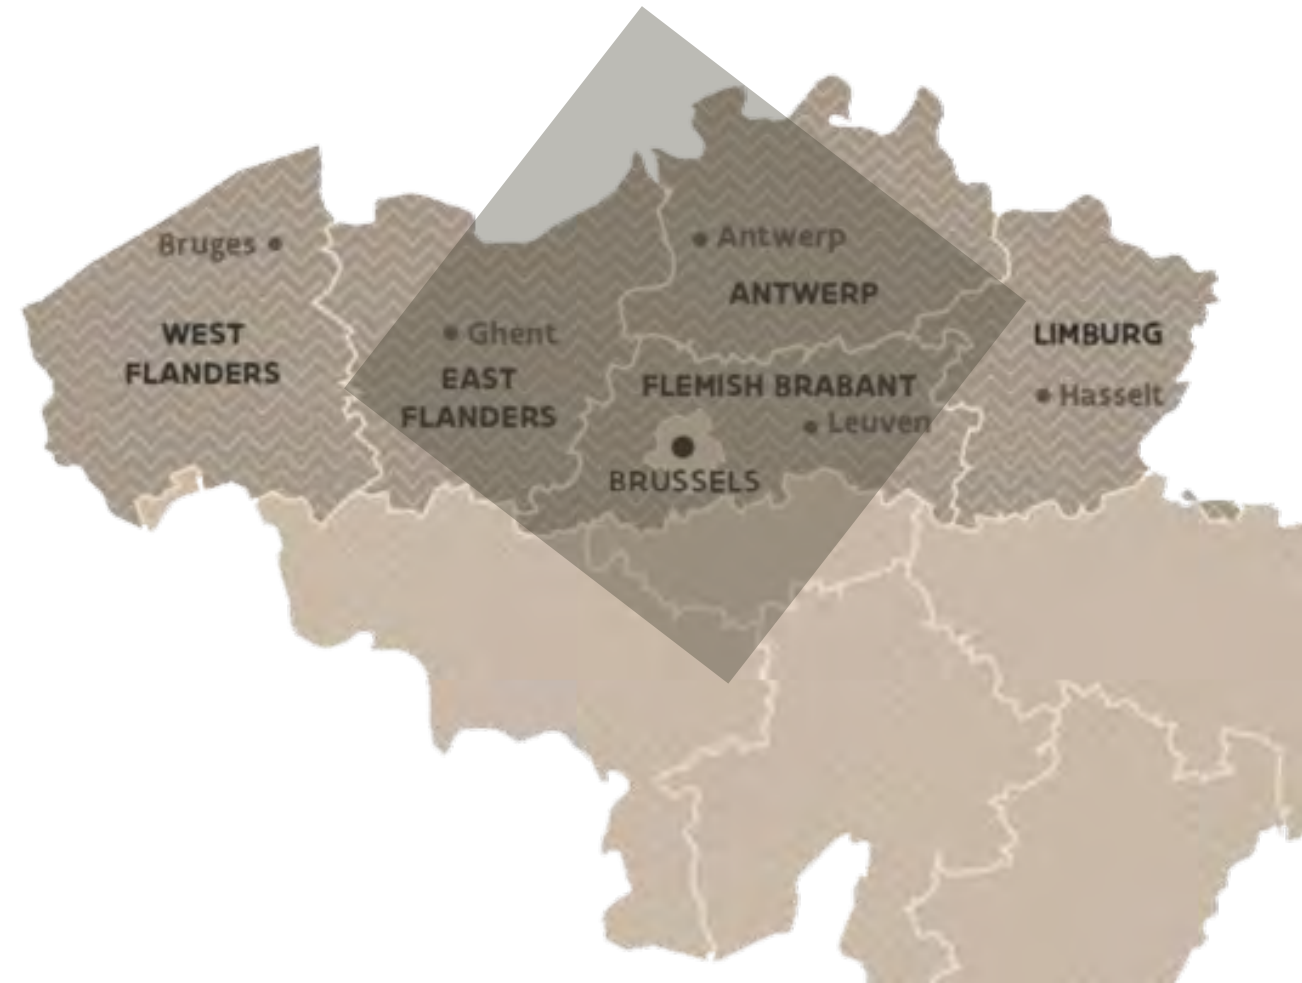 Bruges
Antwerp
ANTWERP
WEST
FLANDERS
Ghent
EAST
FLANDERS
LIMBURG
Hasselt
FLEMISH BRABANT
Leuven
BRUSSELS